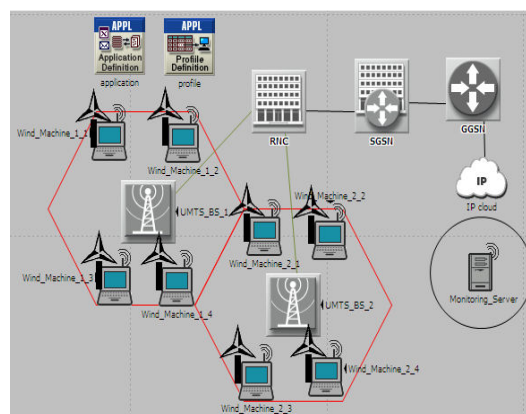 APPL
APPL
Application
Definition
Profile
Definition
application
profile
Wind_Machine_1_1
Wind_Machine_1_2
RNC
SGSN
GGSN
IP
IP cloud
UMTS_BS_1
Wind_Machine_2_2
Wind_Machine_1_3
Wind_Machine_2_1
Monitoring_Server
Wind_Machine_1_4
UMTS_BS_2
Wind_Machine_2_4
Wind_Machine_2_3